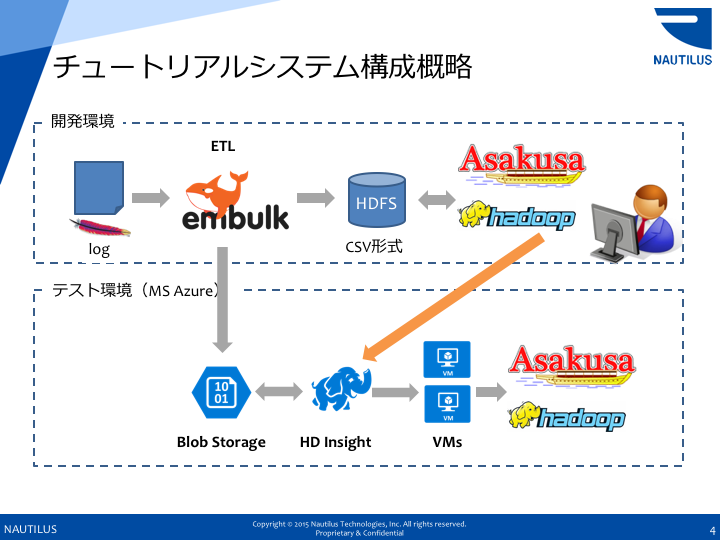 NAUTILUS
チュートリアルシステム構成概略
開発環境
ETL
Asakusa
embulk
HDFS
hadoop
log
CSV形式
テスト環境（MS Azure）
10
01
VM
VM
Asakusa
hadoop
Blob Storage
HD Insight
VMs
NAUTILUS
Copyright © 2015 Nautilus Technologies, Inc. All rights reserved.
Proprietary & Confidential
4